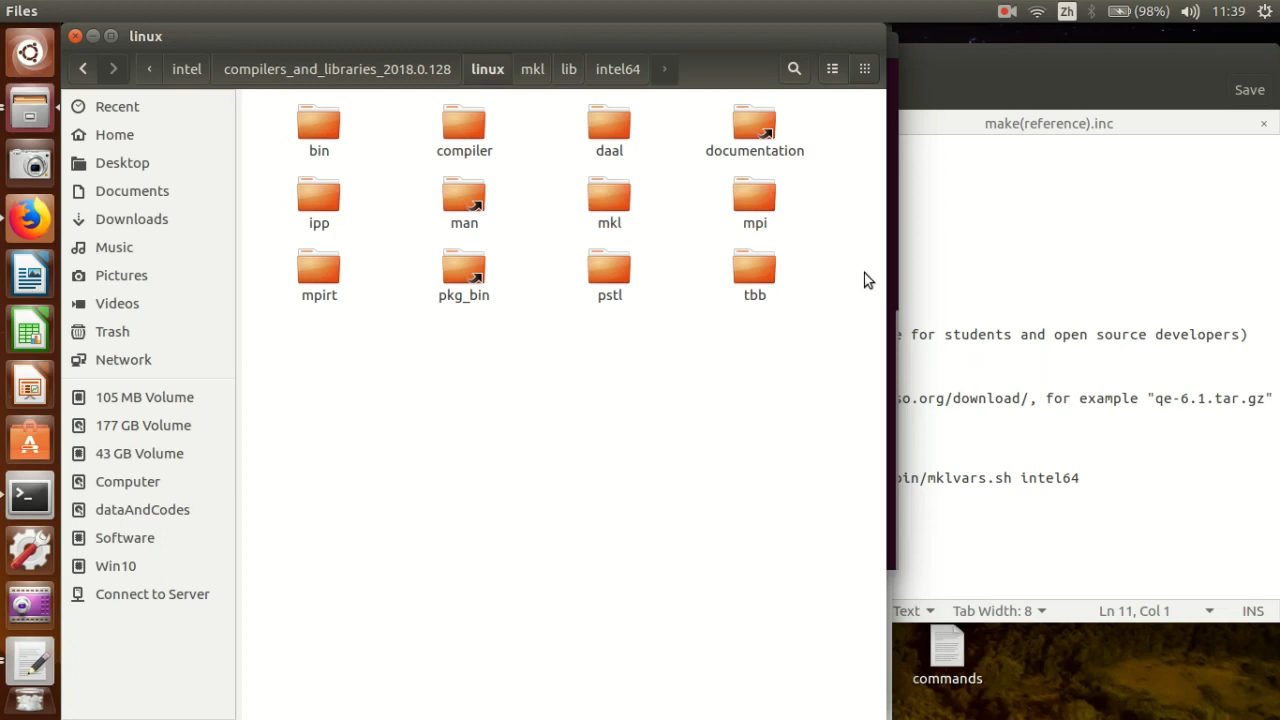 Files
Zh
(98%)
11:39
linux
intel
compilers_and_libraries_2018.0.128
linux
mkl
lib
intel64
Save
make(reference).inc
Recent
Home
Desktop
Documents
Downloads
Music
Pictures
Videos
Trash
Network
105 MB Volume
177 GB Volume
43 GB Volume
Computer
dataAndCodes
Software
Win10
Connect to Server
bin
compiler
daal
documentation
ipp
man
mkl
mpi
mpirt
pkg_bin
pstl
tbb
for students and open source developers)
so.org/download/, for example "qe-6.1.tar.gz"
bin/mklvars.sh intel64
Text
Tab Width: 8
Ln 11, Col 1
INS
commands